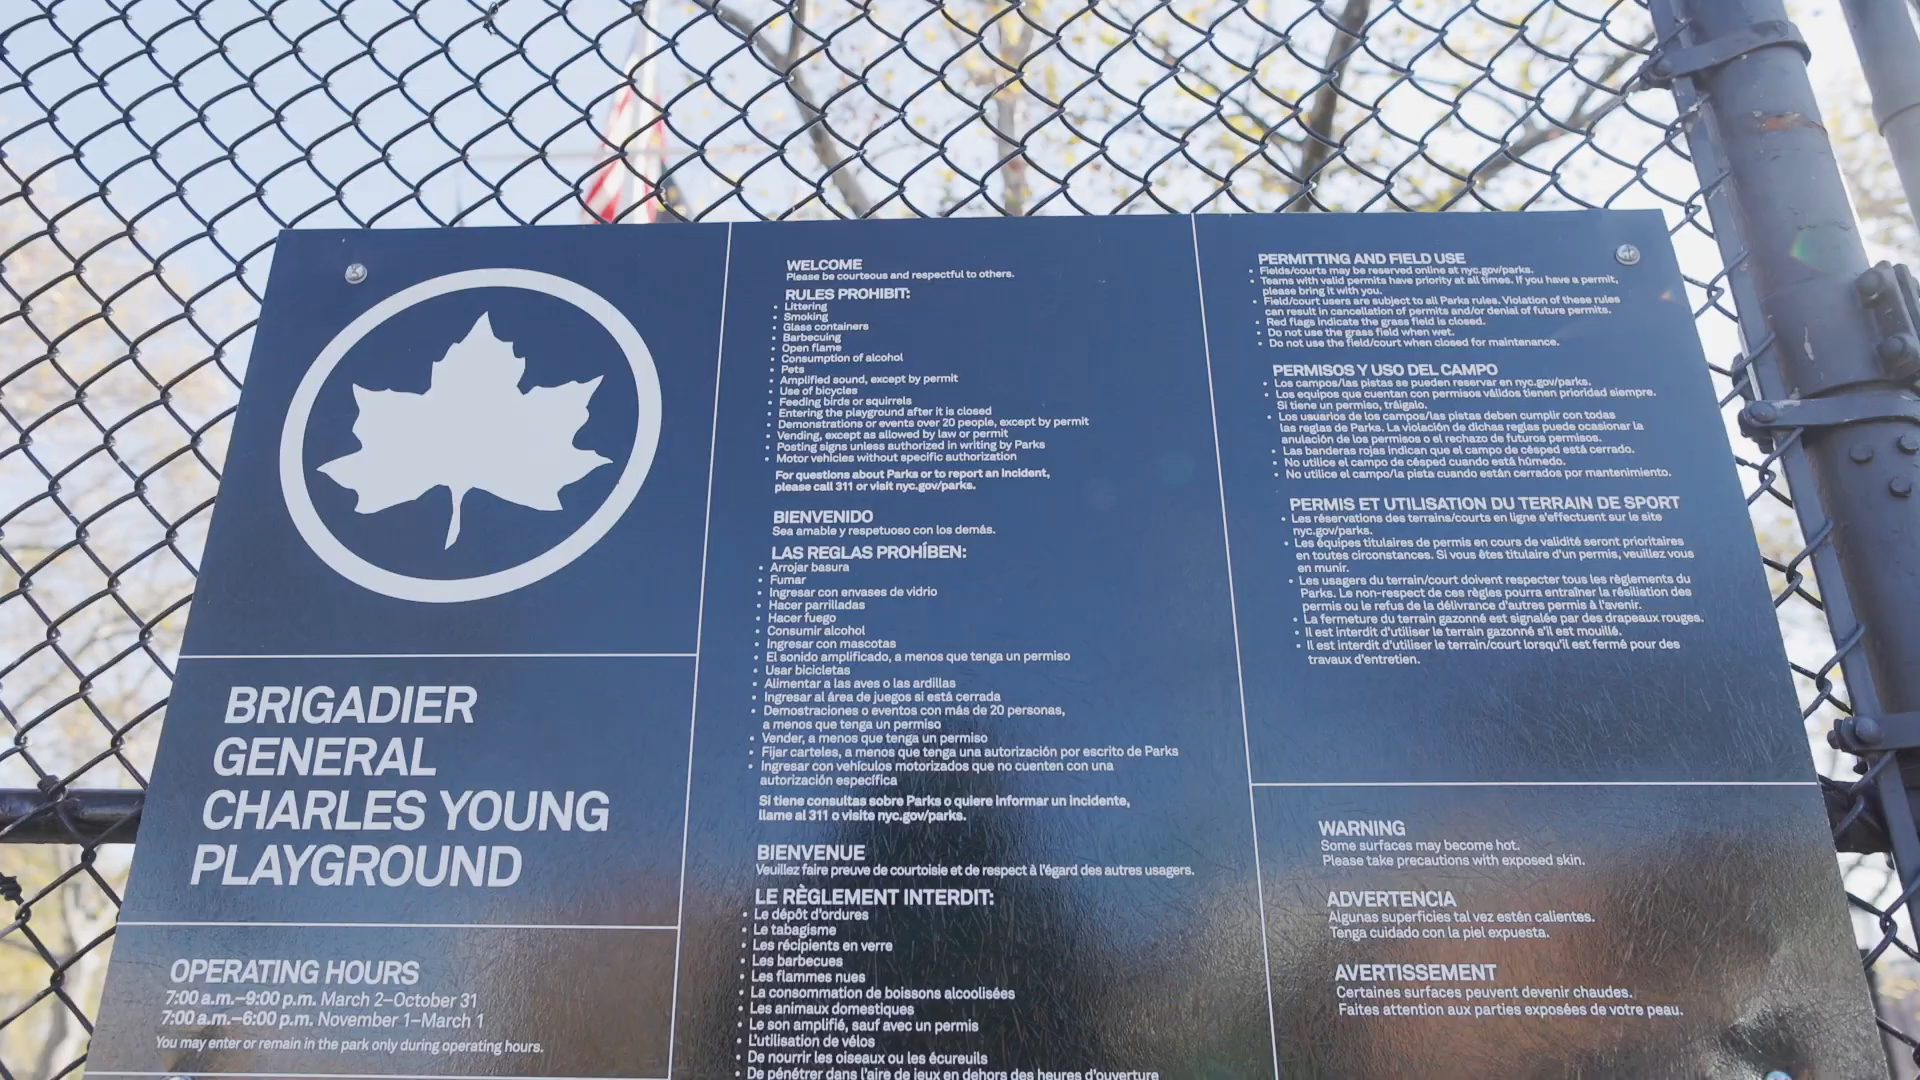 BRIGADIER
GENERAL
CHARLES YOUNG
PLAYGROUND
OPERATING HOURS
7:00 a.m.–9:00 p.m. March 2–October 31
7:00 a.m.–6:00 p.m. November 1–March 1
You may enter or remain in the park only during operating hours.
WELCOME
Please be courteous and respectful to others.
RULES PROHIBIT:
• Littering
• Smoking
• Glass containers
• Barbecuing
• Open flame
• Consumption of alcohol
• Pets
• Amplified sound, except by permit
• Use of bicycles
• Feeding birds or squirrels
• Entering the playground after it is closed
• Demonstrations or events over 20 people, except by permit
• Vending, except as allowed by law or permit
• Posting signs unless authorized in writing by Parks
• Motor vehicles without specific authorization
For questions about Parks or to report an incident,
please call 311 or visit nyc.gov/parks.
BIENVENIDO
Sea amable y respetuoso con los demás.
LAS REGLAS PROHÍBEN:
• Arrojar basura
• Fumar
• Ingresar con envases de vidrio
• Hacer parrilladas
• Hacer fuego
• Consumir alcohol
• Ingresar con mascotas
• El sonido amplificado, a menos que tenga un permiso
• Usar bicicletas
• Alimentar a las aves o las ardillas
• Ingresar al área de juegos si está cerrada
• Demostraciones o eventos con más de 20 personas,
a menos que tenga un permiso
• Vender, a menos que tenga un permiso
• Fijar carteles, a menos que tenga una autorización por escrito de Parks
• Ingresar con vehículos motorizados que no cuenten con una
autorización específica
Si tiene consultas sobre Parks o quiere informar un incidente,
llame al 311 o visite nyc.gov/parks.
BIENVENUE
Veuillez faire preuve de courtoisie et de respect à l'égard des autres usagers.
LE RÈGLEMENT INTERDIT:
• Le dépôt d'ordures
• Le tabagisme
• Les récipients en verre
• Les barbecues
• Les flammes nues
• La consommation de boissons alcoolisées
• Les animaux domestiques
• Le son amplifié, sauf avec un permis
• L'utilisation de vélos
• De nourrir les oiseaux ou les écureuils
• De pénétrer dans l'aire de jeux en dehors des heures d'ouverture
PERMITTING AND FIELD USE
• Fields/courts may be reserved online at nyc.gov/parks.
• Teams with valid permits have priority at all times. If you have a permit,
please bring it with you.
• Field/court users are subject to all Parks rules. Violation of these rules
can result in cancellation of permits and/or denial of future permits.
• Red flags indicate the grass field is closed.
• Do not use the grass field when wet.
• Do not use the field/court when closed for maintenance.
PERMISOS Y USO DEL CAMPO
• Los campos/las pistas se pueden reservar en nyc.gov/parks.
• Los equipos que cuentan con permisos válidos tienen prioridad siempre.
Si tiene un permiso, tráigalo.
• Los usuarios de los campos/las pistas deben cumplir con todas
las reglas de Parks. La violación de dichas reglas puede ocasionar la
anulación de los permisos o el rechazo de futuros permisos.
• Las banderas rojas indican que el campo de césped está cerrado.
• No utilice el campo de césped cuando está húmedo.
• No utilice el campo/la pista cuando están cerrados por mantenimiento.
PERMIS ET UTILISATION DU TERRAIN DE SPORT
• Les réservations des terrains/courts en ligne s'effectuent sur le site
nyc.gov/parks.
• Les équipes titulaires de permis en cours de validité seront prioritaires
en toutes circonstances. Si vous êtes titulaire d'un permis, veuillez vous
en munir.
• Les usagers du terrain/court doivent respecter tous les règlements du
Parks. Le non-respect de ces règles pourra entraîner la résiliation des
permis ou le refus de la délivrance d'autres permis à l'avenir.
• La fermeture du terrain gazonné est signalée par des drapeaux rouges.
• Il est interdit d'utiliser le terrain gazonné s'il est mouillé.
• Il est interdit d'utiliser le terrain/court lorsqu'il est fermé pour des
travaux d'entretien.
WARNING
Some surfaces may become hot.
Please take precautions with exposed skin.
ADVERTENCIA
Algunas superficies tal vez estén calientes.
Tenga cuidado con la piel expuesta.
AVERTISSEMENT
Certaines surfaces peuvent devenir chaudes.
Faites attention aux parties exposées de votre peau.